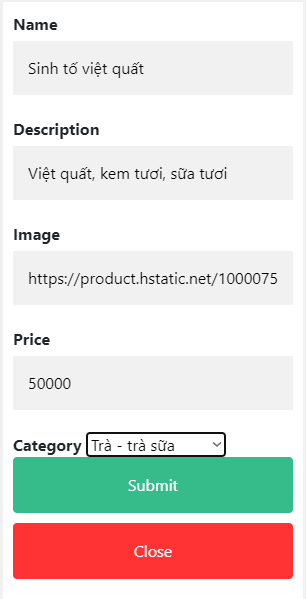 Name
Sinh tố việt quất
Description
Việt quất, kem tươi, sữa tươi
Image
https://product.hstatic.net/1000075
Price
50000
Category Trà - trà sữa
Submit
Close